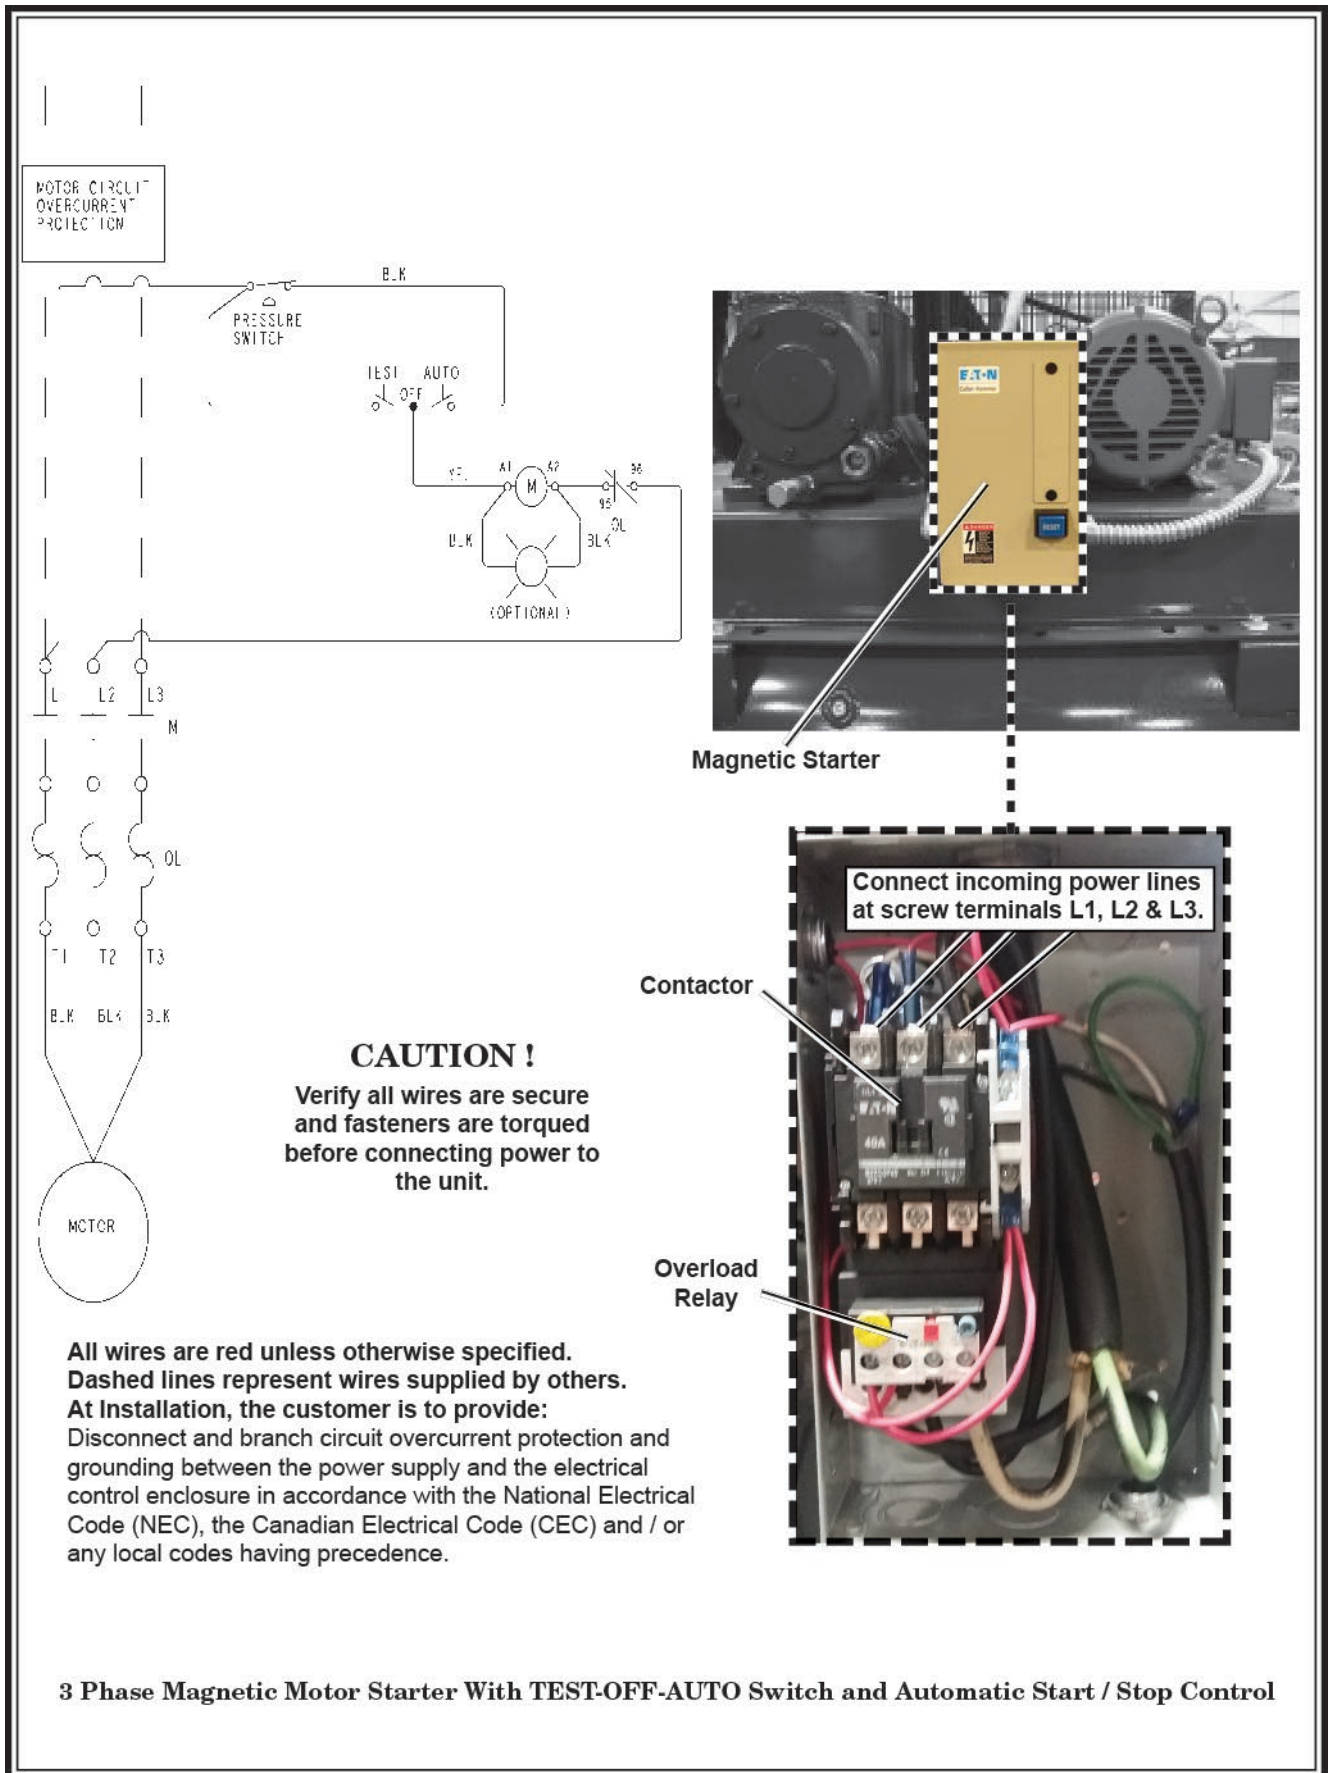 MOTOR CIRCUIT
OVERCURRENT
PROTECTION
BLK
PRESSURE
SWITCH
TEST AUTO
OFF
YEL
A1
A2
M
95
96
OL
BLK
BLK
(OPTIONAL)
L
L2
L3
M
OL
T1
T2
T3
BLK
BLK
BLK
MOTOR
EATON
Cutler-Hammer
DANGER
RESET
Magnetic Starter
Connect incoming power lines
at screw terminals L1, L2 & L3.
Contactor
EATON
40A
Overload
Relay
CAUTION !
Verify all wires are secure
and fasteners are torqued
before connecting power to
the unit.
All wires are red unless otherwise specified.
Dashed lines represent wires supplied by others.
At Installation, the customer is to provide:
Disconnect and branch circuit overcurrent protection and
grounding between the power supply and the electrical
control enclosure in accordance with the National Electrical
Code (NEC), the Canadian Electrical Code (CEC) and / or
any local codes having precedence.
3 Phase Magnetic Motor Starter With TEST-OFF-AUTO Switch and Automatic Start / Stop Control